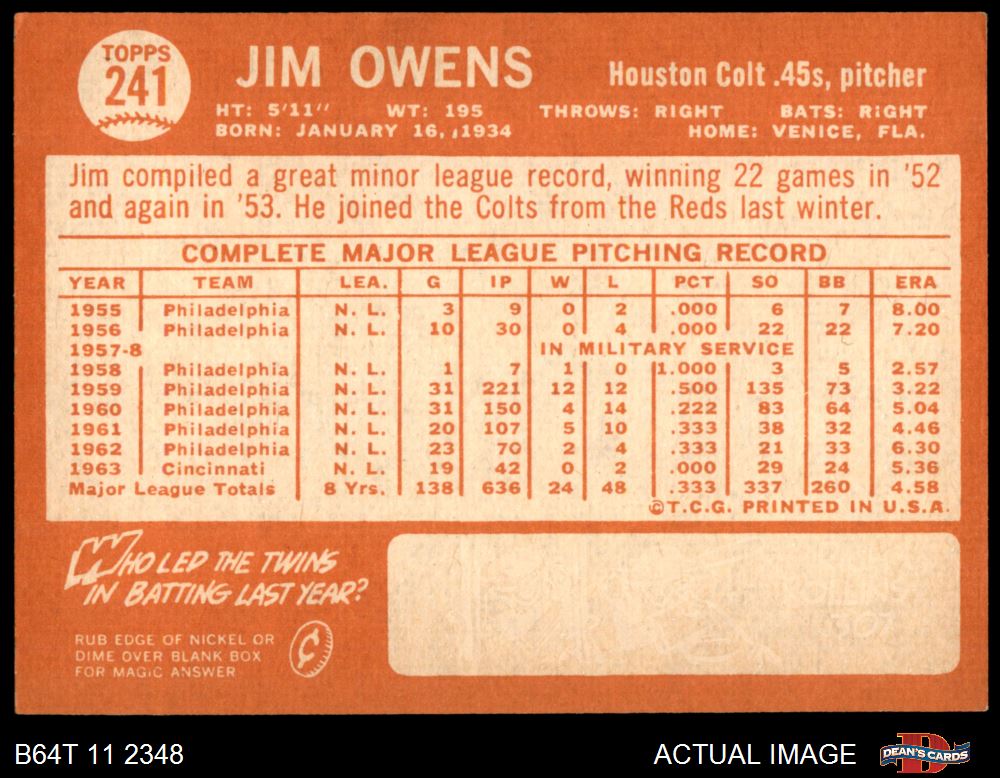 TOPPS
241
JIM OWENS
Houston Colt .45s, pitcher
HT: 5'11" WT: 195 THROWS: RIGHT BATS: RIGHT
BORN: JANUARY 16, 1934 HOME: VENICE, FLA.
Jim compiled a great minor league record, winning 22 games in '52
and again in '53. He joined the Colts from the Reds last winter.
COMPLETE MAJOR LEAGUE PITCHING RECORD
YEAR TEAM LEA. G IP W L PCT SO BB ERA
1955 Philadelphia N. L. 3 9 0 2 .000 6 7 8.00
1956 Philadelphia N. L. 10 30 0 4 .000 22 22 7.20
1957-8 IN MILITARY SERVICE
1958 Philadelphia N. L. 1 7 1 0 1.000 3 5 2.57
1959 Philadelphia N. L. 31 221 12 12 .500 135 73 3.22
1960 Philadelphia N. L. 31 150 4 14 .222 83 64 5.04
1961 Philadelphia N. L. 20 107 5 10 .333 38 32 4.46
1962 Philadelphia N. L. 23 70 2 4 .333 21 33 6.30
1963 Cincinnati N. L. 19 42 0 2 .000 29 24 5.36
Major League Totals 8 Yrs. 138 636 24 48 .333 337 260 4.58
©T.C.G. PRINTED IN U.S.A.
WHO LED THE TWINS
IN BATTING LAST YEAR?
RUB EDGE OF NICKEL OR
DIME OVER BLANK BOX
FOR MAGIC ANSWER
¢
B64T 11 2348
ACTUAL IMAGE
D
DEAN'S CARDS